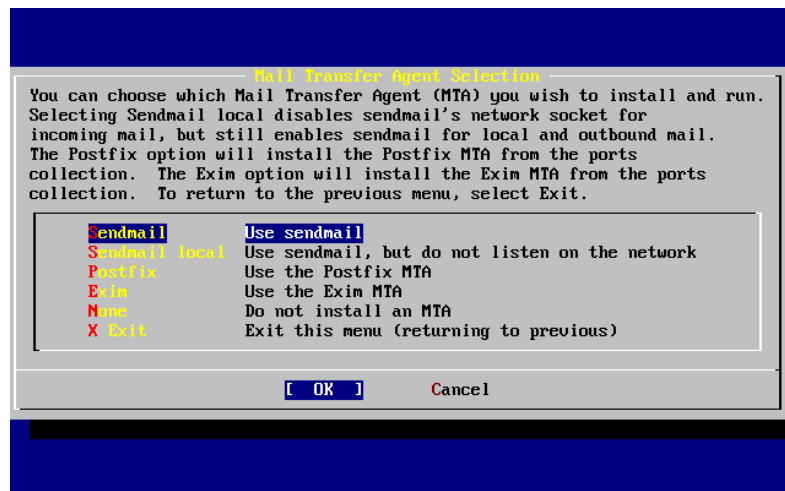 Mail Transfer Agent Selection
You can choose which Mail Transfer Agent (MTA) you wish to install and run.
Selecting Sendmail local disables sendmail's network socket for
incoming mail, but still enables sendmail for local and outbound mail.
The Postfix option will install the Postfix MTA from the ports
collection.  The Exim option will install the Exim MTA from the ports
collection.  To return to the previous menu, select Exit.
Sendmail Use sendmail
Sendmail local Use sendmail, but do not listen on the network
Postfix Use the Postfix MTA
Exim Use the Exim MTA
None Do not install an MTA
X Exit Exit this menu (returning to previous)
[ OK ] Cancel